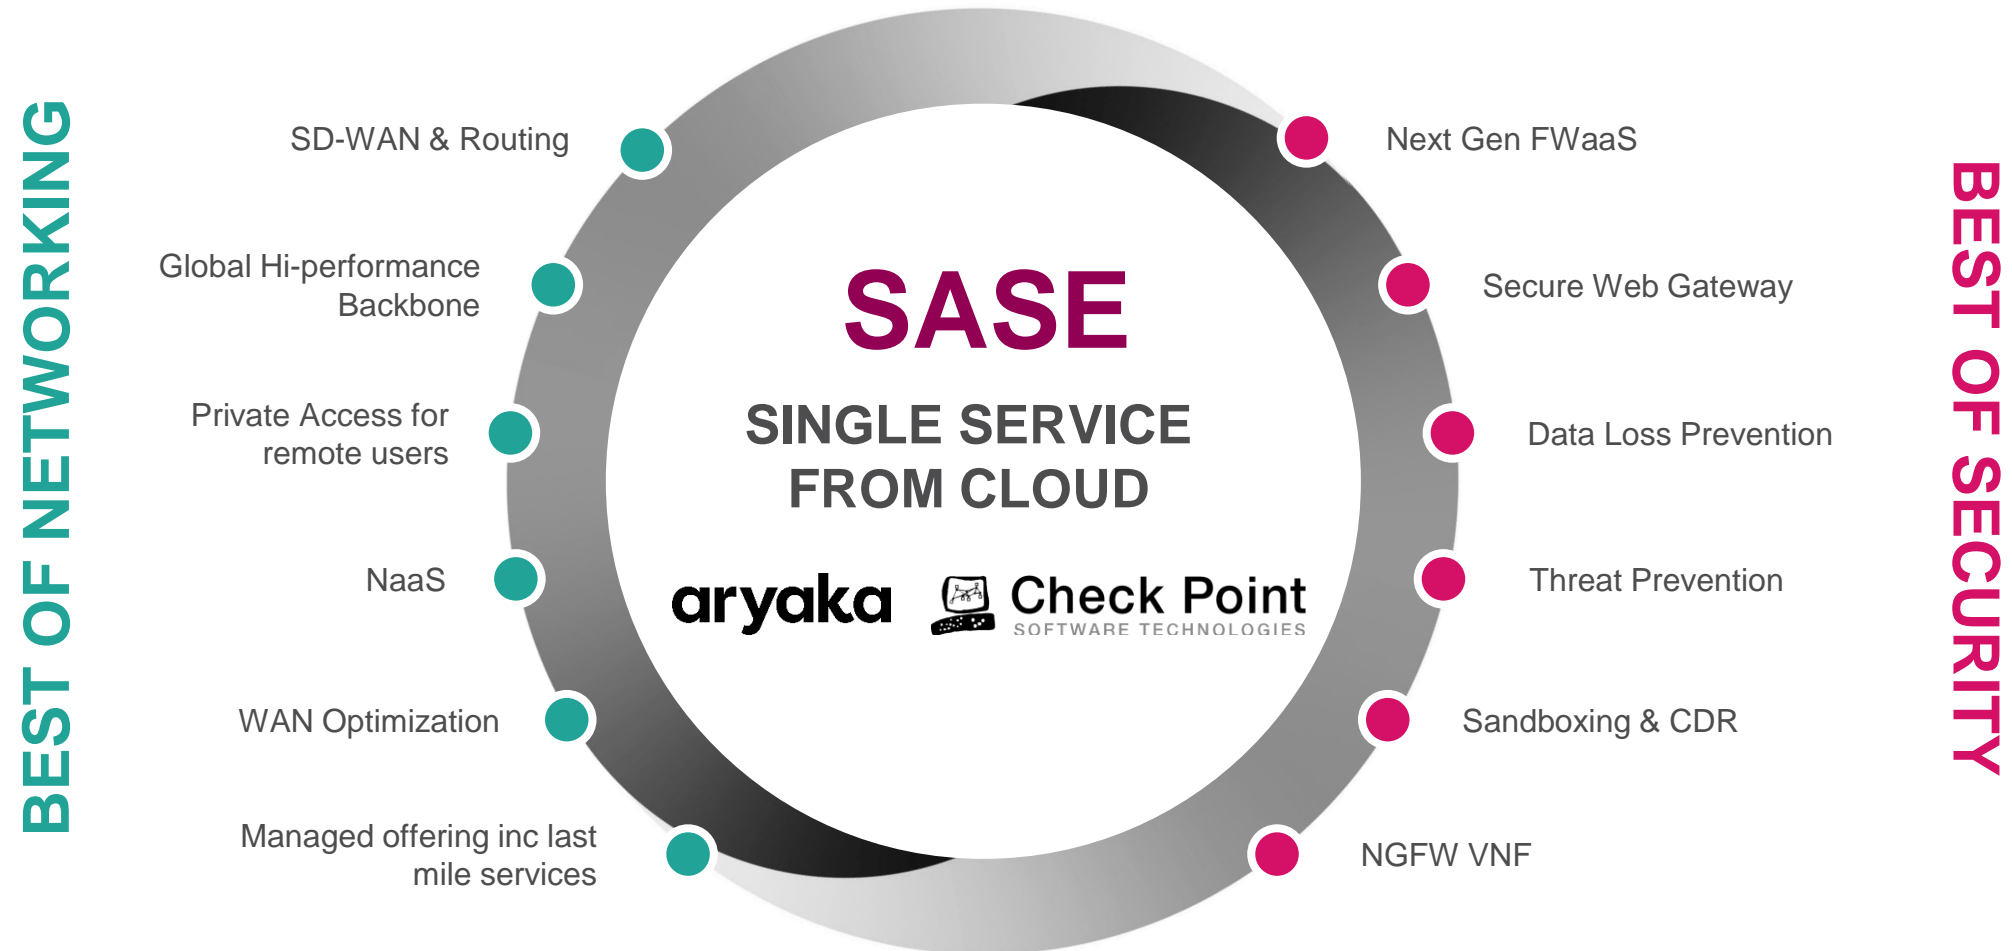 BEST OF NETWORKING
SD-WAN & Routing
Global Hi-performance
Backbone
Private Access for
remote users
NaaS
WAN Optimization
Managed offering inc last
mile services
SASE
SINGLE SERVICE
FROM CLOUD
aryaka
Check Point
SOFTWARE TECHNOLOGIES
Next Gen FWaaS
Secure Web Gateway
Data Loss Prevention
Threat Prevention
Sandboxing & CDR
NGFW VNF
BEST OF SECURITY